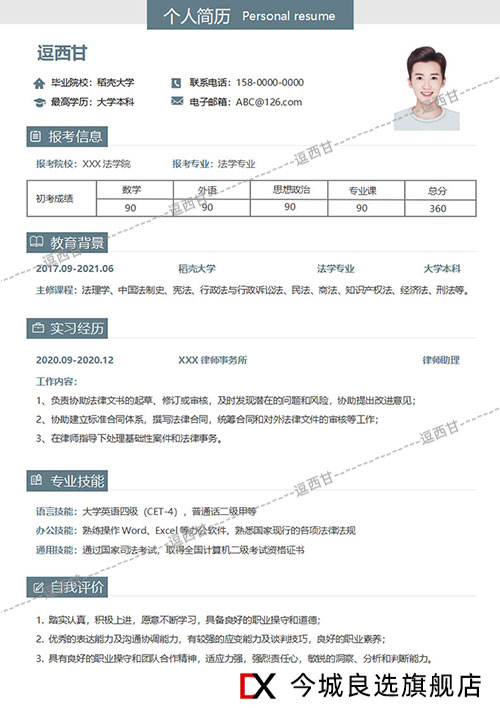 个人简历 Personal resume
逗西甘
毕业院校：稻壳大学 联系电话：158-0000-0000
最高学历：大学本科 电子邮箱：ABC@126.com
逗西甘
报考信息
逗西甘
报考院校：XXX 法学院 报考专业：法学专业
初考成绩 数学 外语 思想政治 专业课 总分
90 90 90 90 360
逗西甘
教育背景
逗西甘
2017.09-2021.06 稻壳大学 法学专业 大学本科
主修课程：法理学、中国法制史、宪法、行政法与行政诉讼法、民法、商法、知识产权法、经济法、刑法等。
实习经历
2020.09-2020.12 XXX 律师事务所 律师助理
工作内容：
1、负责协助法律文书的起草、修订或审核，及时发现潜在的问题和风险，协助提出改进意见；
2、协助建立标准合同体系，撰写法律合同，统筹合同和对外法律文件的审核等工作；
3、在律师指导下处理基础性案件和法律事务。
逗西甘
专业技能
逗西甘
语言技能：大学英语四级（CET-4），普通话二级甲等
办公技能：熟练操作 Word、Excel 等办公软件，熟悉国家现行的各项法律法规
通用技能：通过国家司法考试，取得全国计算机二级考试资格证书
逗西甘
自我评价
逗西甘
1. 踏实认真，积极上进，愿意不断学习，具备良好的职业操守和道德；
2. 优秀的表达能力及沟通协调能力，有较强的应变能力及谈判技巧，良好的职业素养；
3. 具有良好的职业操守和团队合作精神，适应力强，强烈责任心，敏锐的洞察、分析和判断能力。
DX 今城良选旗舰店